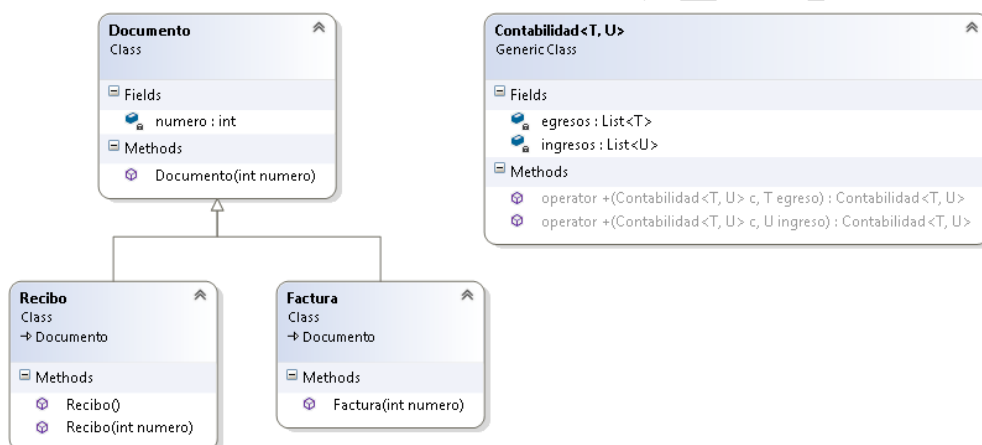 Documento
Class
Fields
numero : int
Methods
Documento(int numero)
Contabilidad<T, U>
Generic Class
Fields
egresos : List<T>
ingresos : List<U>
Methods
operator +(Contabilidad<T, U> c, T egreso) : Contabilidad<T, U>
operator +(Contabilidad<T, U> c, U ingreso) : Contabilidad<T, U>
Recibo
Class
Documento
Methods
Recibo()
Recibo(int numero)
Factura
Class
Documento
Methods
Factura(int numero)